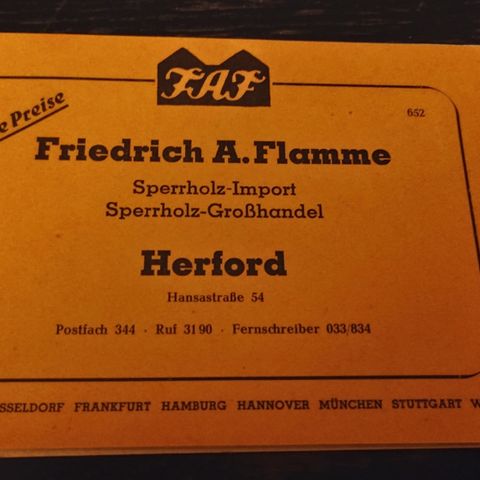 FAF
e Preise
652
Friedrich A. Flamme
Sperrholz-Import
Sperrholz-Großhandel
Herford
Hansastraße 54
Postfach 344 · Ruf 3190 · Fernschreiber 033/834
SSELDORF FRANKFURT HAMBURG HANNOVER MÜNCHEN STUTTGART W